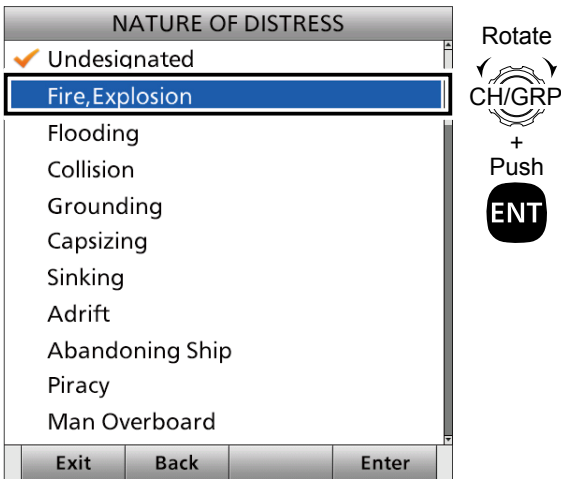 NATURE OF DISTRESS
Undesignated
Fire,Explosion
Flooding
Collision
Grounding
Capsizing
Sinking
Adrift
Abandoning Ship
Piracy
Man Overboard
Exit Back Enter
Rotate
CH/GRP
+
Push
ENT